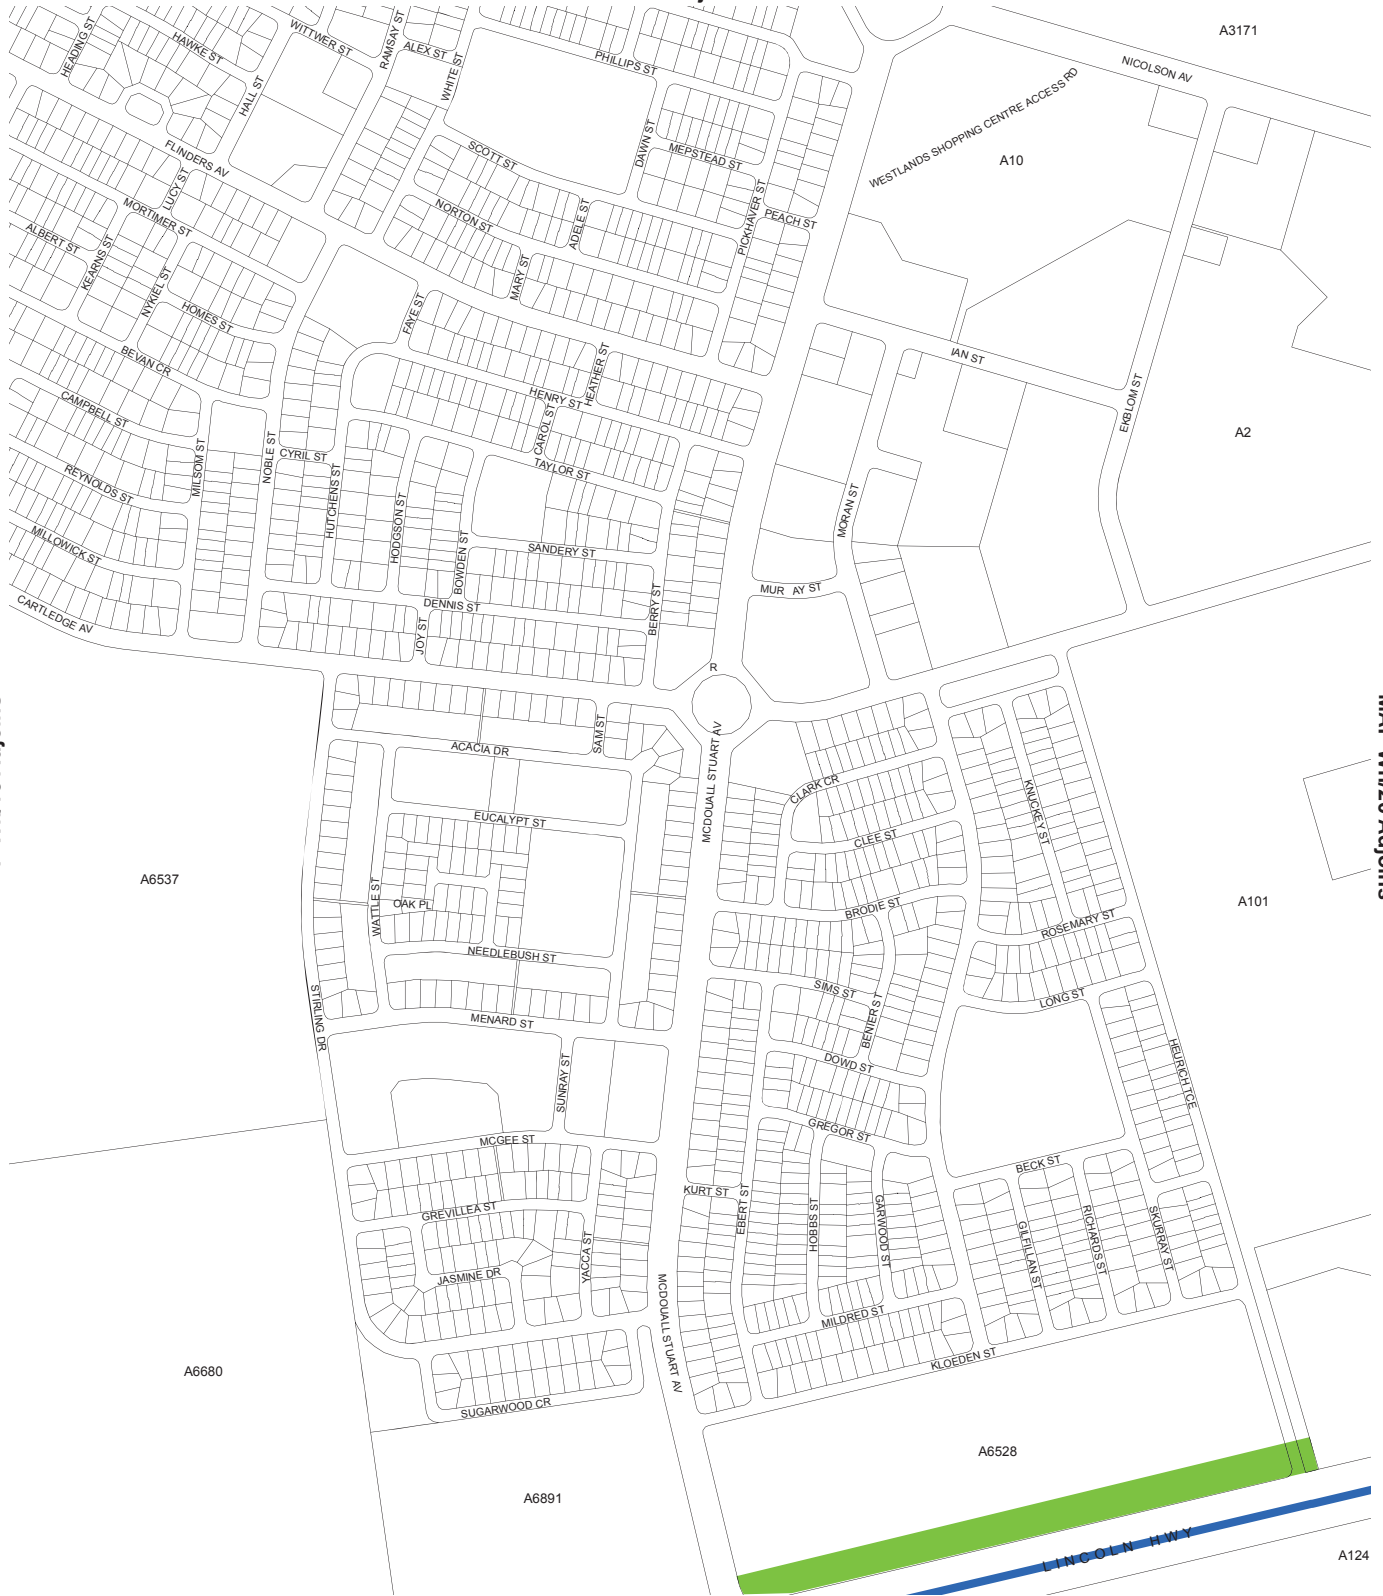 A3171
HEADING ST
HAWKE ST
WITTWER ST
RAMSAY ST
ALEX ST
WHITE ST
PHILLIPS ST
NICOLSON AV
HALL ST
WESTLANDS SHOPPING CENTRE ACCESS RD
A10
FLINDERS AV
SCOTT ST
DAWN ST
MEPSTEAD ST
LUCY ST
MORTIMER ST
NORTON ST
ADELE ST
PICKHAVER ST
PEACH ST
ALBERT ST
KEARNS ST
NYKIEL ST
MARY ST
HOMES ST
FAYE ST
BEVAN CR
HEATHER ST
IAN ST
EKBLOM ST
CAMPBELL ST
HENRY ST
CAROL ST
A2
MILSOM ST
NOBLE ST
CYRIL ST
TAYLOR ST
REYNOLDS ST
HUTCHENS ST
HODGSON ST
MORAN ST
MILLOWICK ST
BOWDEN ST
SANDERY ST
MUR AY ST
CARTLEDGE AV
DENNIS ST
JOY ST
BERRY ST
R
ACACIA DR
SAM ST
MCDOUALL STUART AV
CLARK CR
KNUCKEY ST
EUCALYPT ST
CLEE ST
A6537
WATTLE ST
OAK PL
BRODIE ST
A101
ROSEMARY ST
NEEDLEBUSH ST
SIMS ST
LONG ST
STIRLING DR
MENARD ST
BENIER ST
SUNRAY ST
DOWD ST
HEURICH TCE
MCGEE ST
GREGOR ST
BECK ST
KURT ST
EBERT ST
HOBBS ST
GARWOOD ST
GILFILLAN ST
RICHARDS ST
SKURRAY ST
GREVILLEA ST
YACCA ST
JASMINE DR
MCDOUALL STUART AV
MILDRED ST
KLOEDEN ST
A6680
SUGARWOOD CR
A6528
A6891
LINCOLN HWY
A124